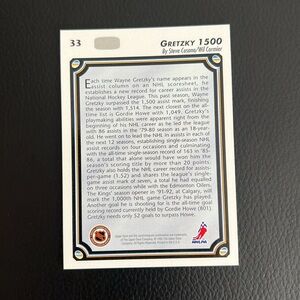 33
GRETZKY 1500
By Steve Cusano/Wil Cormier
Each time Wayne Gretzky's name appears in the
assist column on an NHL scoresheet, he
establishes a new record for career assists in the
National Hockey League. This past season, Wayne
Gretzky surpassed the 1,500 assist mark, finishing
the season with 1,514. The next closest on the all-
time list is Gordie Howe with 1,049. Gretzky's
playmaking abilities were apparent right from the
beginning of his NHL career as he led the league
with 86 assists in the '79-80 season as an 18-year-
old. He went on to lead the NHL in assists in each of
the next 12 seasons, establishing single-season NHL
assist records on four occasions and culminating
with the all-time single-season record of 163 in '85-
86, a total that alone would have won him the
season's scoring title by more than 20 points.
Gretzky also holds the NHL career record for assists-
per-game (1.52) and shares the league's single-
game assist mark of seven, a total he had equalled
on three occasions while with the Edmonton Oilers.
The Kings' season opener in '91-92, at Calgary, will
mark the 1,000th NHL game Gretzky has played.
Another goal he is shooting for is the all-time goal
scoring record currently held by Gordie Howe (801)
Gretzky needs only 52 goals to surpass Howe.
NHL
NHLPA